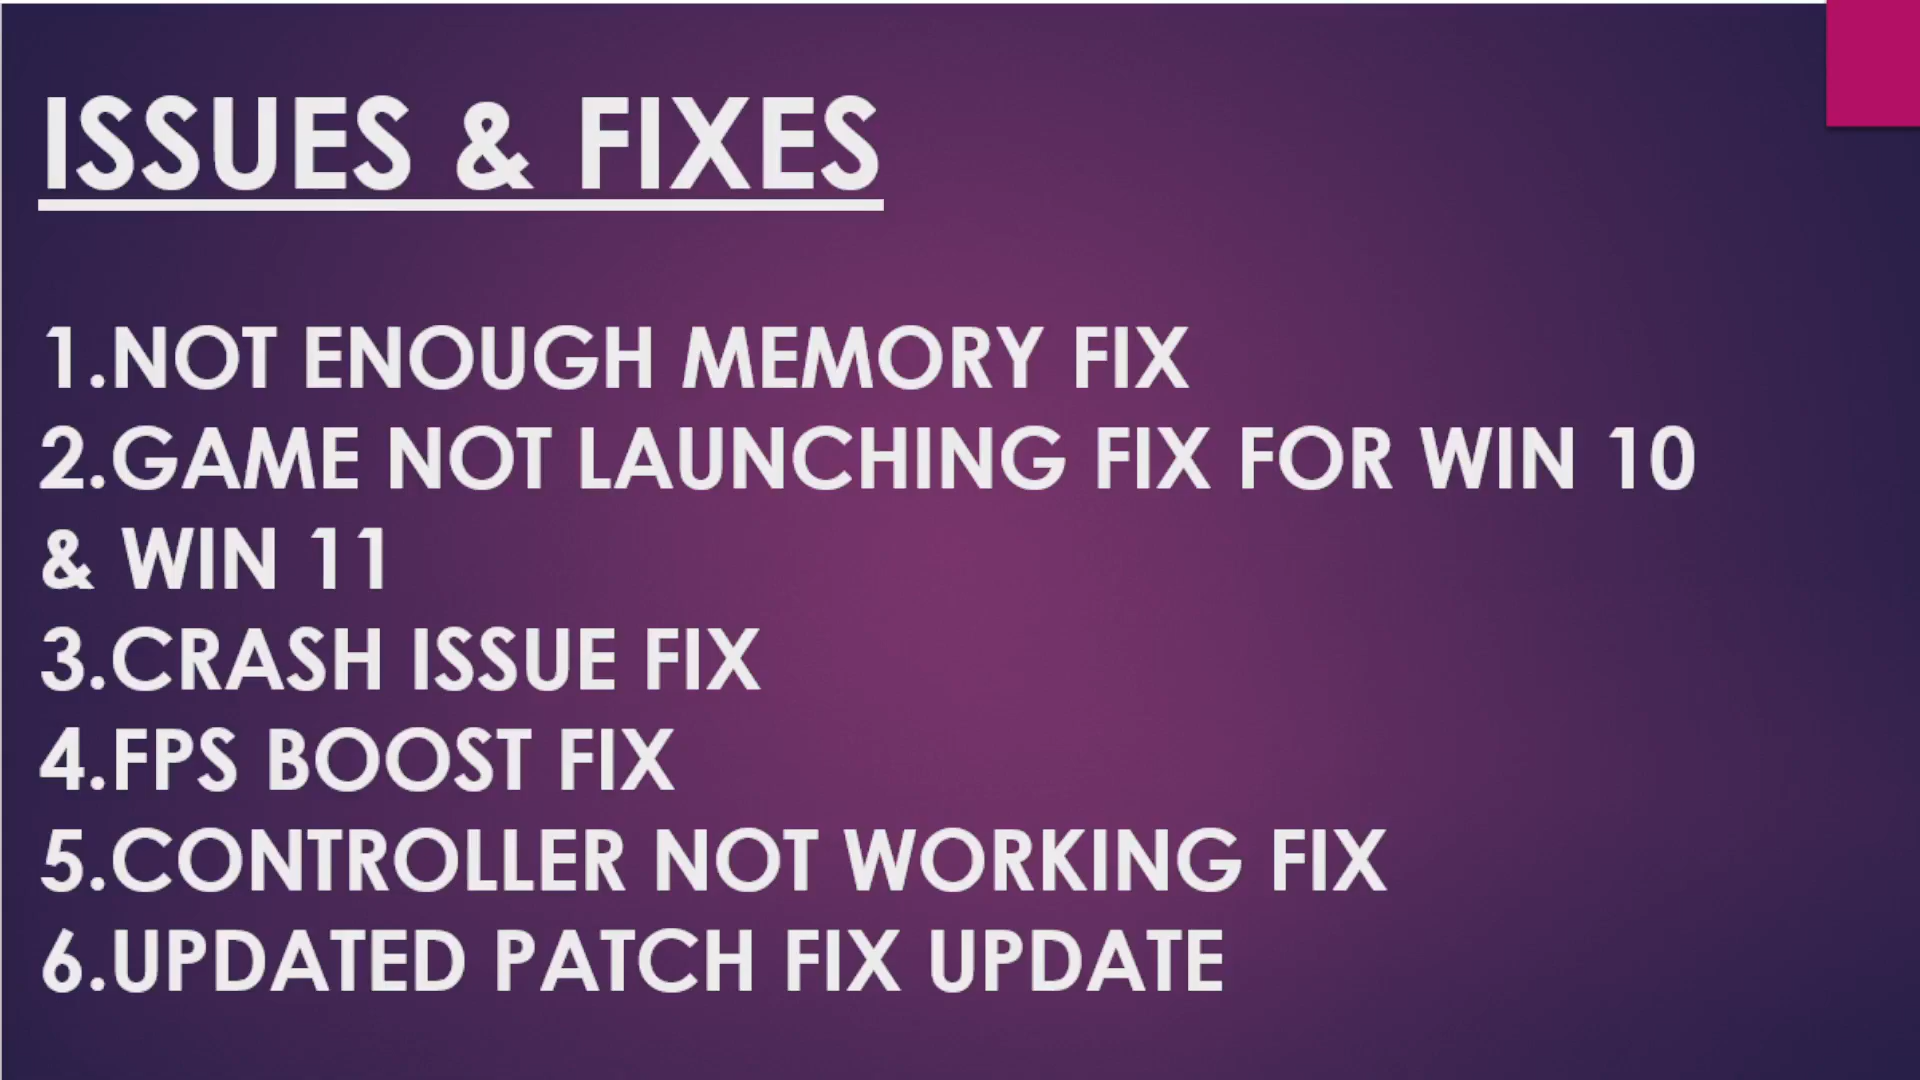 ISSUES & FIXES
1.NOT ENOUGH MEMORY FIX
2.GAME NOT LAUNCHING FIX FOR WIN 10
& WIN 11
3.CRASH ISSUE FIX
4.FPS BOOST FIX
5.CONTROLLER NOT WORKING FIX
6.UPDATED PATCH FIX UPDATE